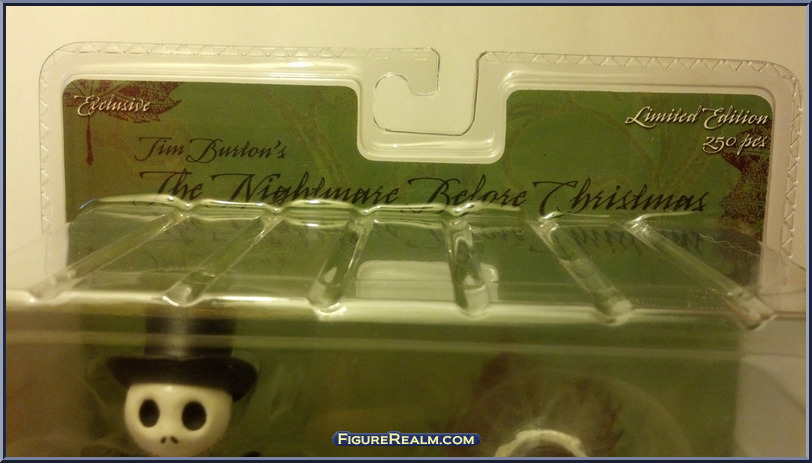 Exclusive
Limited Edition
250 pcs
Tim Burton's
The Nightmare Before Christmas
FigureRealm.com